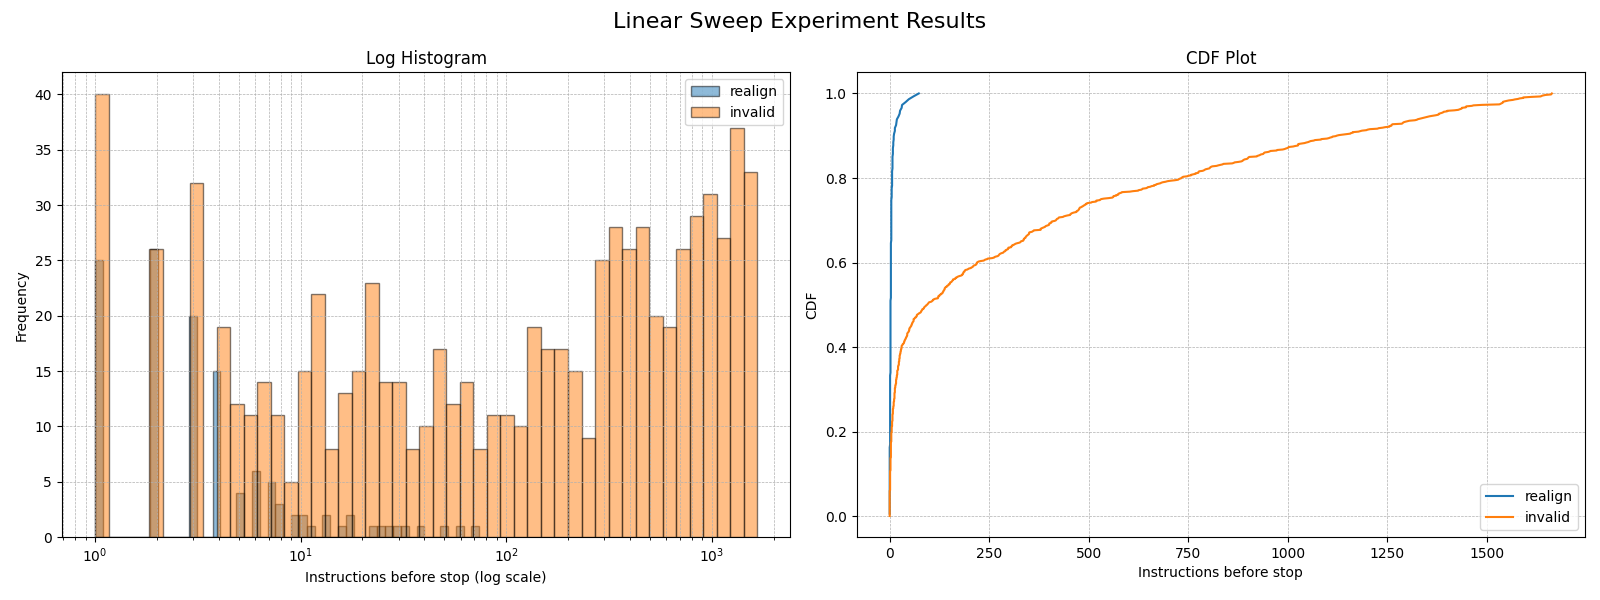 Linear Sweep Experiment Results
Log Histogram
Frequency
40
35
30
25
20
15
10
5
0
realign
invalid
10⁰
10¹
10²
10³
Instructions before stop (log scale)
CDF Plot
CDF
1.0
0.8
0.6
0.4
0.2
0.0
realign
invalid
0 250 500 750 1000 1250 1500
Instructions before stop